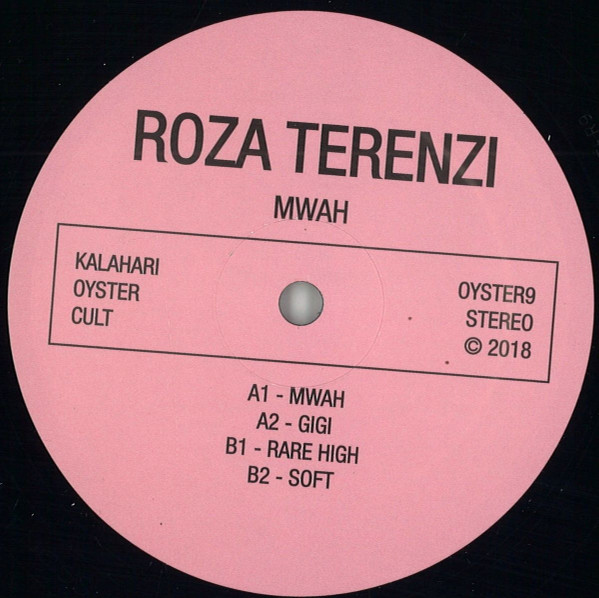 ROZA TERENZI
MWAH
KALAHARI
OYSTER
CULT
OYSTER9
STEREO
© 2018
A1 - MWAH
A2 - GIGI
B1 - RARE HIGH
B2 - SOFT